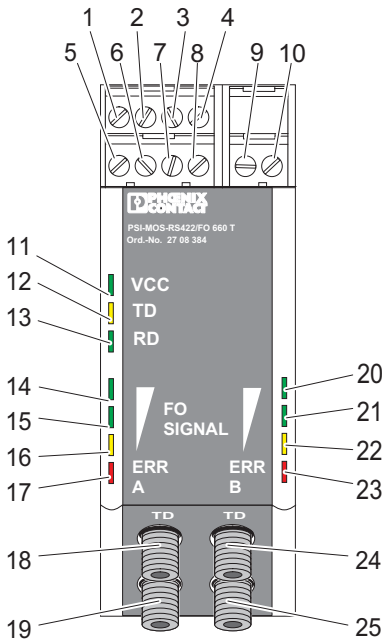 1 2 3 4
5 6 7 8 9 10
PHŒNIX
CONTACT
PSI-MOS-RS422/FO 660 T
Ord.-No. 27 08 384
11 VCC
12 TD
13 RD
14 20
15 FO 21
16 SIGNAL 22
17 ERR ERR 23
A B
TD TD
18 24
19 25